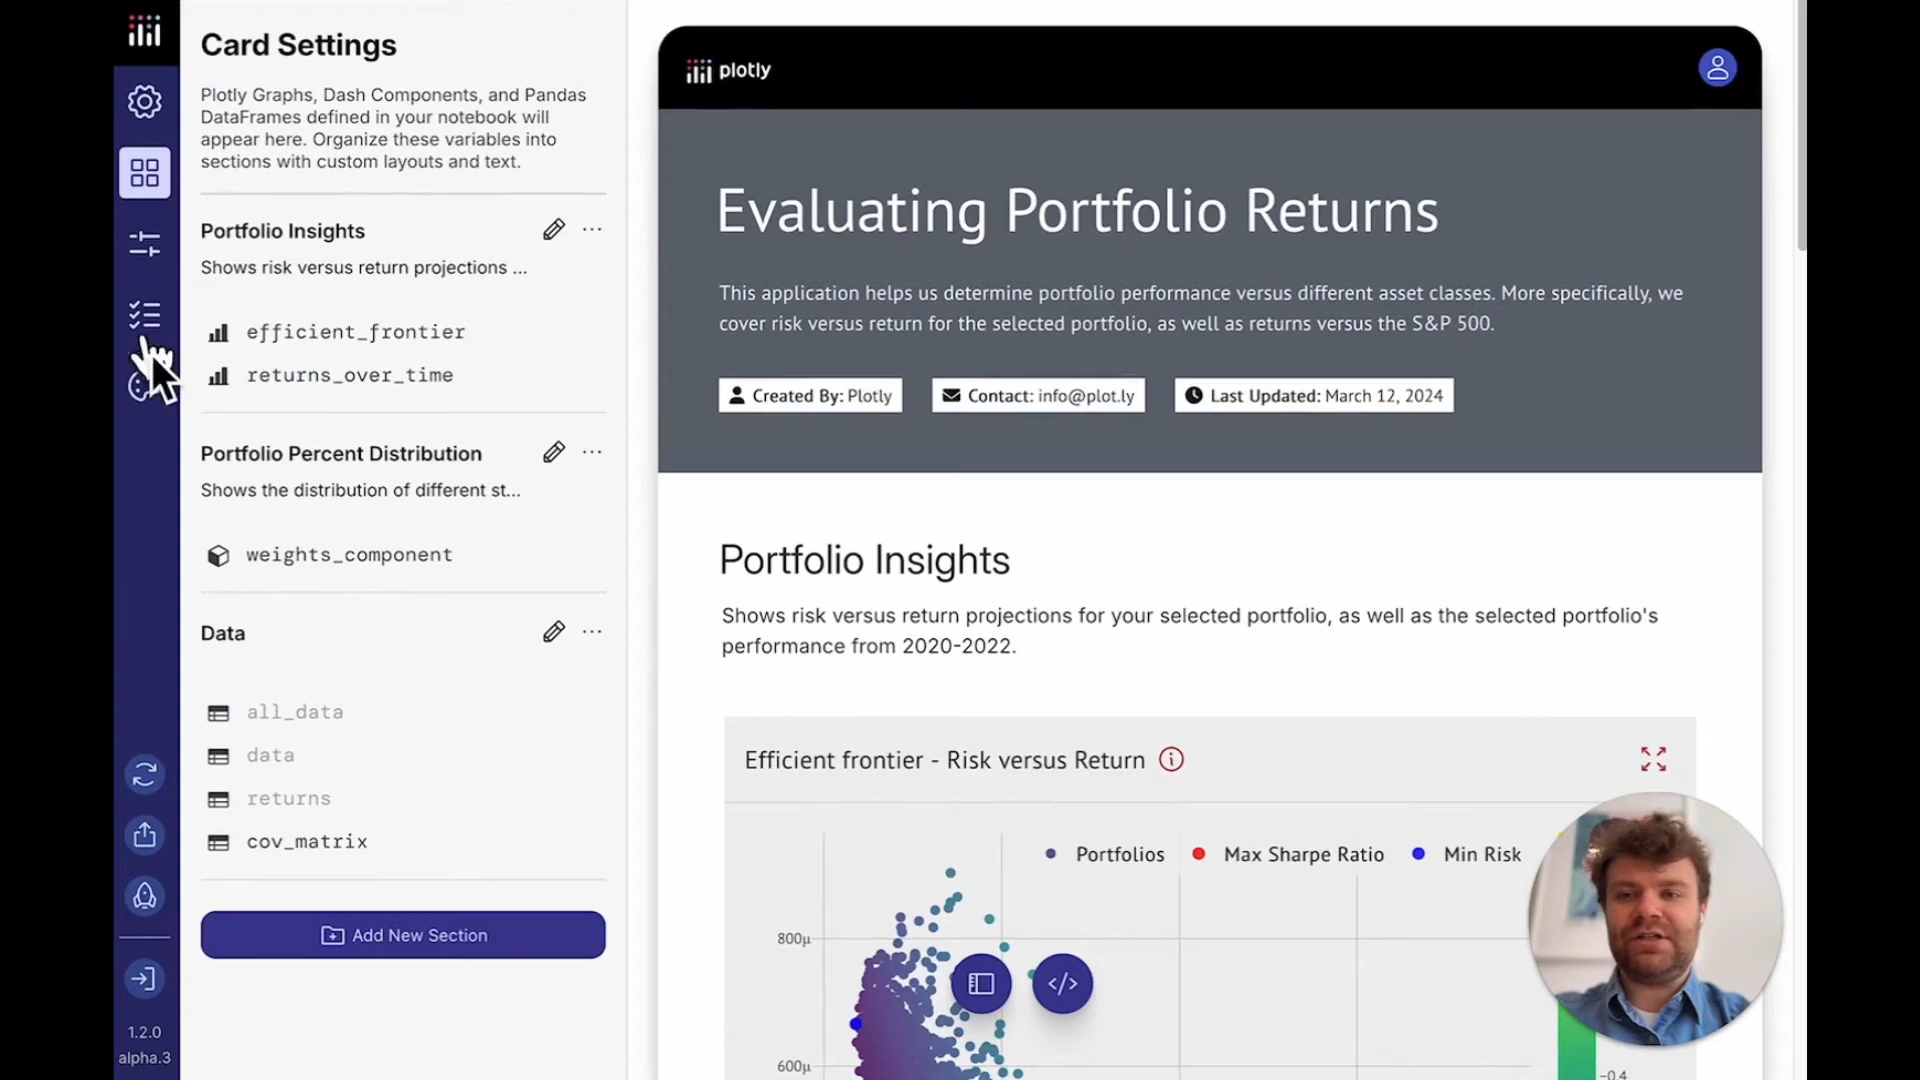 Card Settings
Plotly Graphs, Dash Components, and Pandas
DataFrames defined in your notebook will
appear here. Organize these variables into
sections with custom layouts and text.
Portfolio Insights
Shows risk versus return projections ...
efficient_frontier
returns_over_time
Portfolio Percent Distribution
Shows the distribution of different st...
weights_component
Data
all_data
data
returns
cov_matrix
Add New Section
1.2.0
alpha.3
plotly
Evaluating Portfolio Returns
This application helps us determine portfolio performance versus different asset classes. More specifically, we
cover risk versus return for the selected portfolio, as well as returns versus the S&P 500.
Created By: Plotly
Contact: info@plot.ly
Last Updated: March 12, 2024
Portfolio Insights
Shows risk versus return projections for your selected portfolio, as well as the selected portfolio's
performance from 2020-2022.
Efficient frontier - Risk versus Return
Portfolios
Max Sharpe Ratio
Min Risk
800μ
600μ
−0.4